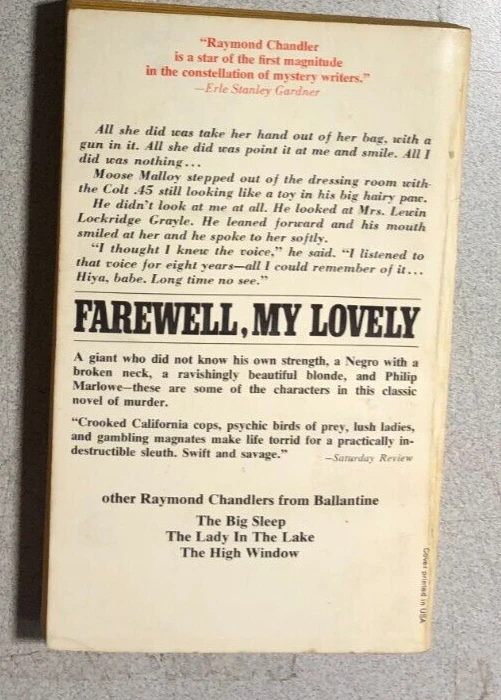 “Raymond Chandler
is a star of the first magnitude
in the constellation of mystery writers.”
—Erle Stanley Gardner
All she did was take her hand out of her bag, with a
gun in it. All she did was point it at me and smile. All I
did was nothing...
Moose Malloy stepped out of the dressing room with
the Colt .45 still looking like a toy in his big hairy paw.
He didn't look at me at all. He looked at Mrs. Lewin
Lockridge Grayle. He leaned forward and his mouth
smiled at her and he spoke to her softly.
“I thought I knew the voice,” he said. “I listened to
that voice for eight years—all I could remember of it...
Hiya, babe. Long time no see.”
FAREWELL, MY LOVELY
A giant who did not know his own strength, a Negro with a
broken neck, a ravishingly beautiful blonde, and Philip
Marlowe—these are some of the characters in this classic
novel of murder.
“Crooked California cops, psychic birds of prey, lush ladies,
and gambling magnates make life torrid for a practically in-
destructible sleuth. Swift and savage.”
—Saturday Review
other Raymond Chandlers from Ballantine
The Big Sleep
The Lady In The Lake
The High Window
Cover printed in USA